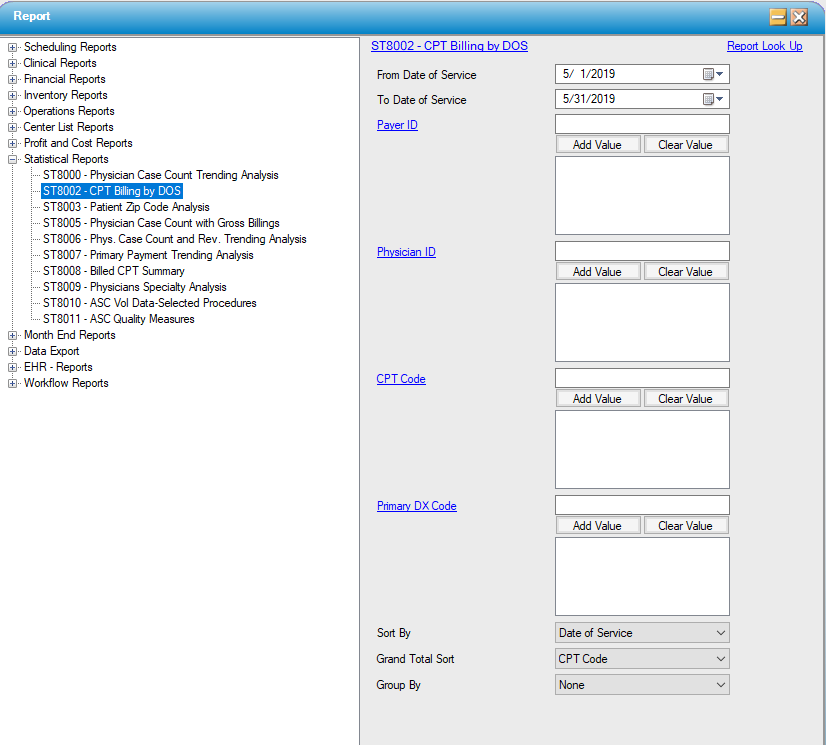 Report
Scheduling Reports
Clinical Reports
Financial Reports
Inventory Reports
Operations Reports
Center List Reports
Profit and Cost Reports
Statistical Reports
ST8000 - Physician Case Count Trending Analysis
ST8002 - CPT Billing by DOS
ST8003 - Patient Zip Code Analysis
ST8005 - Physician Case Count with Gross Billings
ST8006 - Phys. Case Count and Rev. Trending Analysis
ST8007 - Primary Payment Trending Analysis
ST8008 - Billed CPT Summary
ST8009 - Physicians Specialty Analysis
ST8010 - ASC Vol Data-Selected Procedures
ST8011 - ASC Quality Measures
Month End Reports
Data Export
EHR - Reports
Workflow Reports
ST8002 - CPT Billing by DOS Report Look Up
From Date of Service 5/ 1/2019
To Date of Service 5/31/2019
Payer ID
Add Value Clear Value
Physician ID
Add Value Clear Value
CPT Code
Add Value Clear Value
Primary DX Code
Add Value Clear Value
Sort By Date of Service
Grand Total Sort CPT Code
Group By None